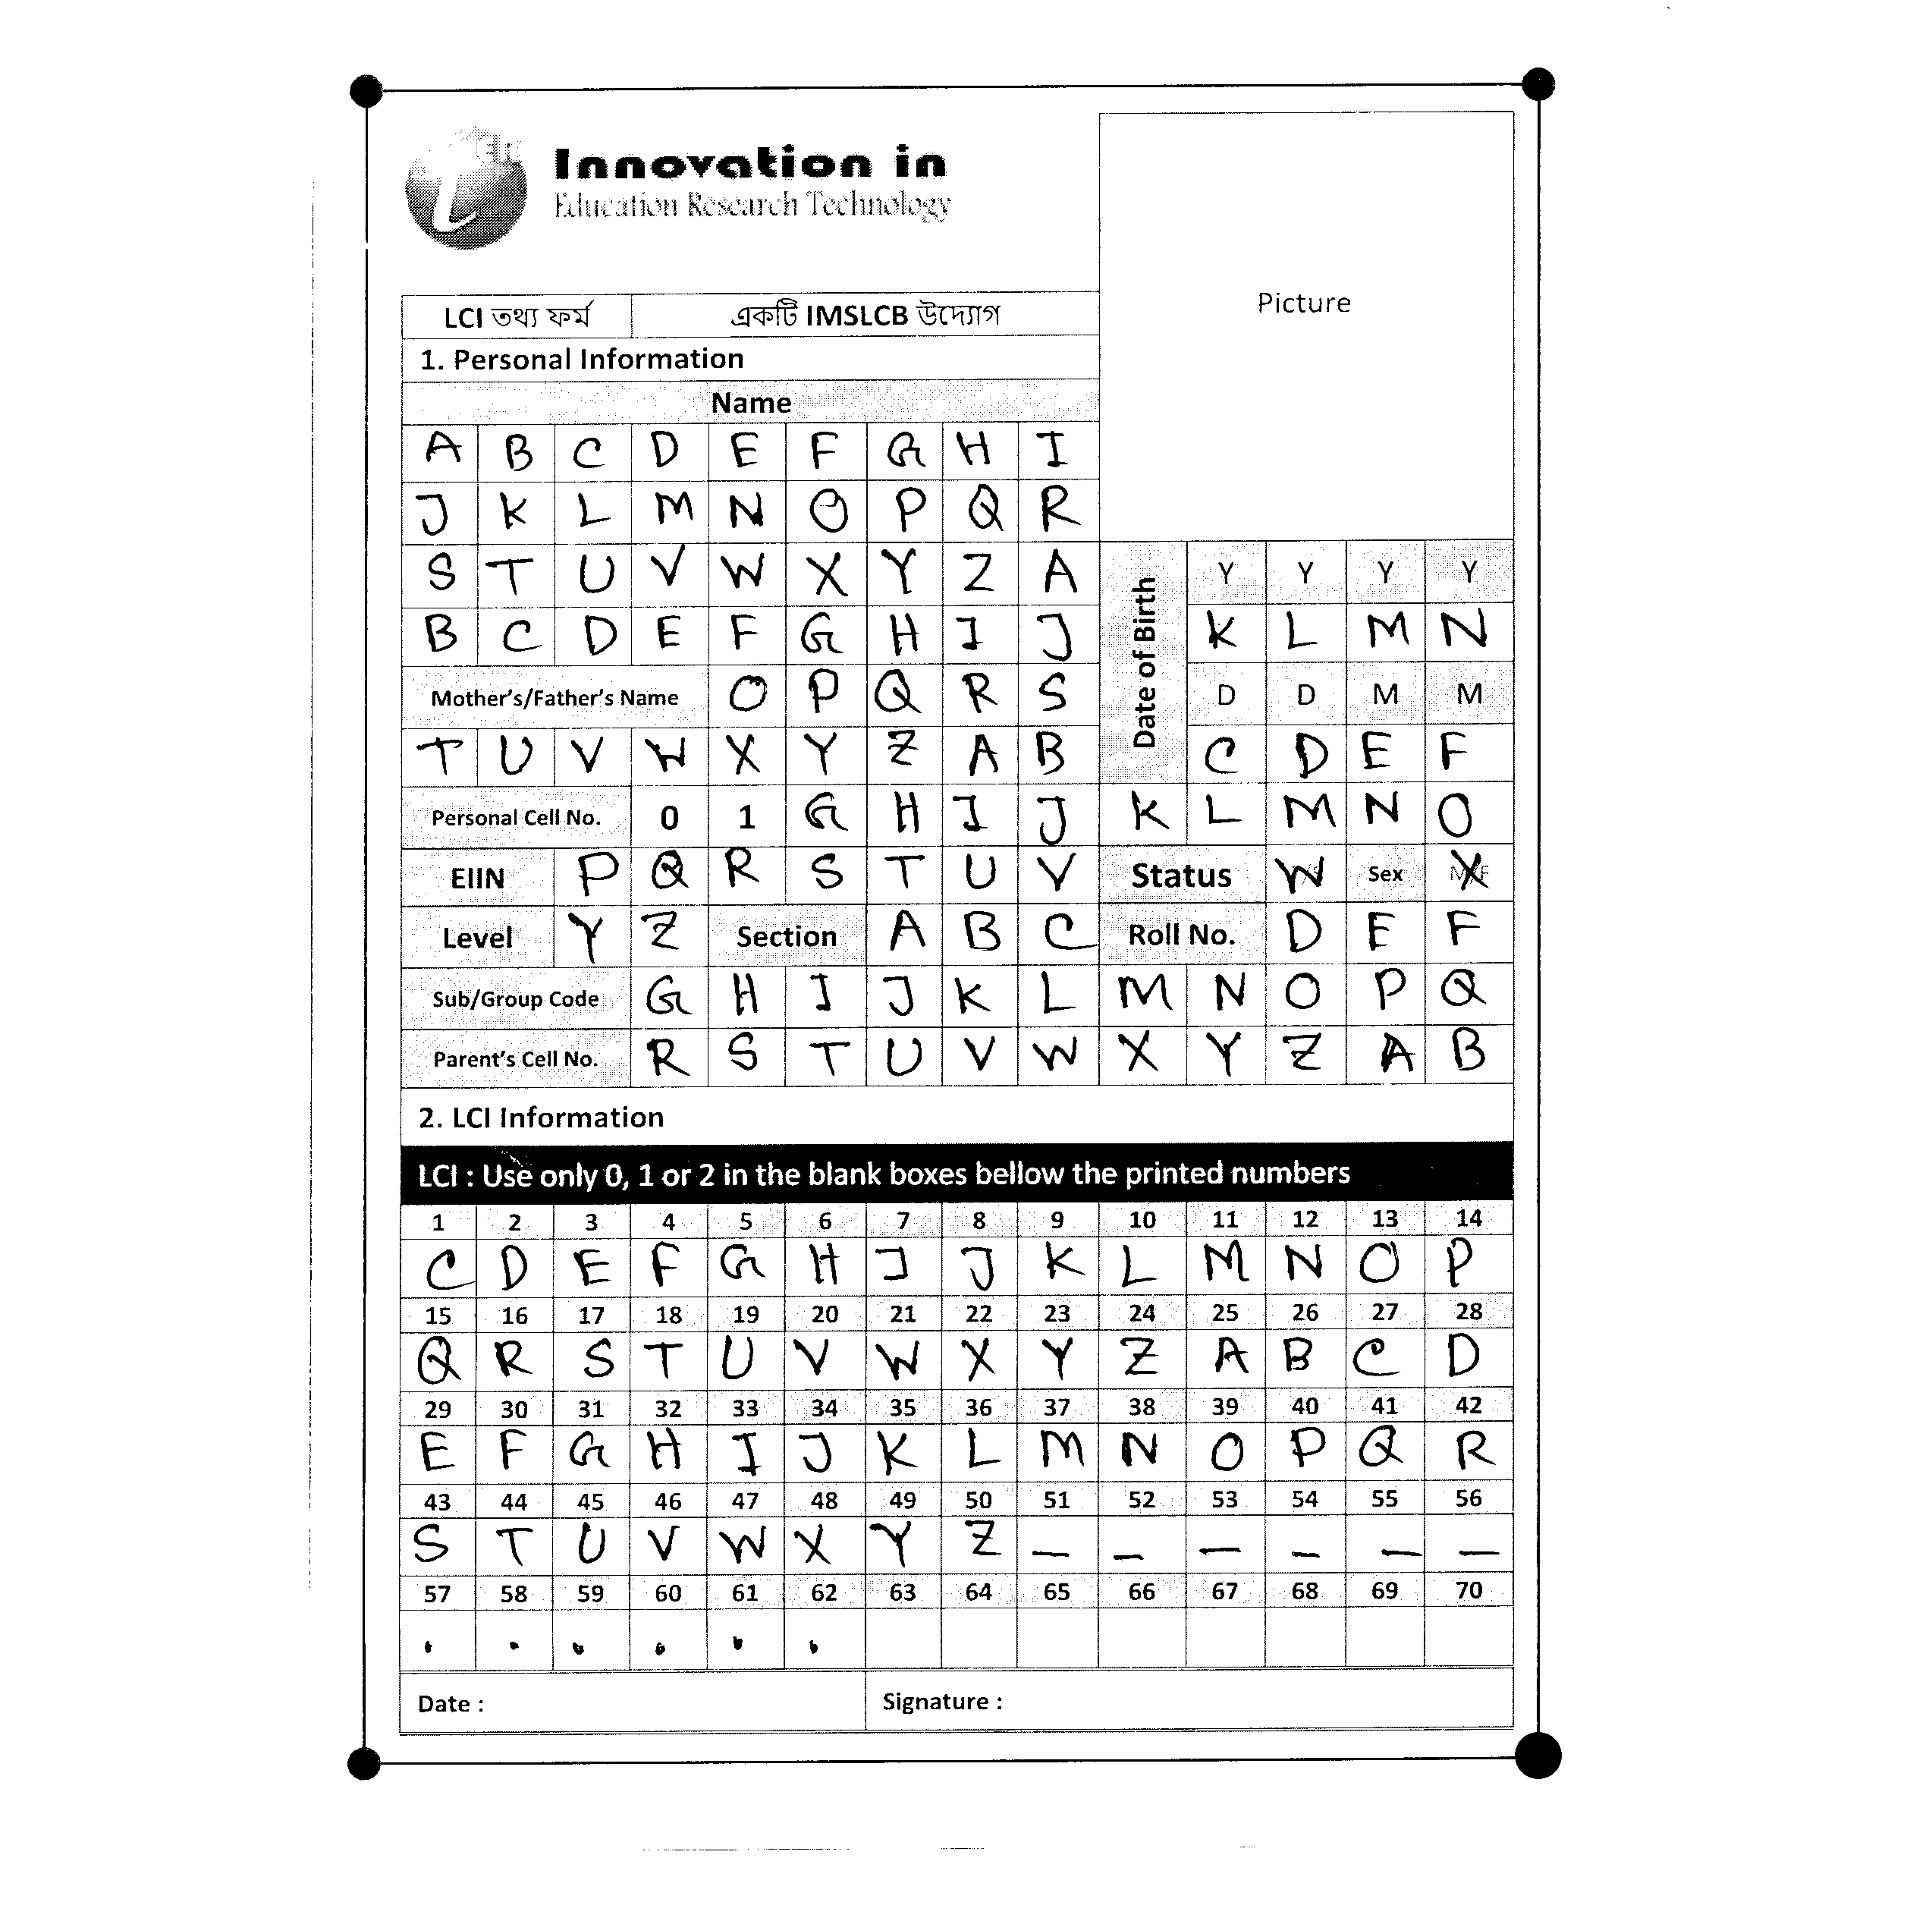 Innovation in
Education Research Technology
Picture
LCI তথ্য ফর্ম একটি IMSLCB উদ্যোগ
1. Personal Information
Name
A B C D E F G H I
J K L M N O P Q R
S T U V W X Y Z A Date of Birth Y Y Y Y
B C D E F G H I J K L M N
Mother's/Father's Name O P Q R S D D M M
T U V W X Y Z A B C D E F
Personal Cell No. 0 1 G H I J K L M N O
EIIN P Q R S T U V Status W Sex X
Level Y Z Section A B C Roll No. D E F
Sub/Group Code G H I J K L M N O P Q
Parent's Cell No. R S T U V W X Y Z A B
2. LCI Information
LCI : Use only 0, 1 or 2 in the blank boxes bellow the printed numbers
1 2 3 4 5 6 7 8 9 10 11 12 13 14
C D E F G H I J K L M N O P
15 16 17 18 19 20 21 22 23 24 25 26 27 28
Q R S T U V W X Y Z A B C D
29 30 31 32 33 34 35 36 37 38 39 40 41 42
E F G H I J K L M N O P Q R
43 44 45 46 47 48 49 50 51 52 53 54 55 56
S T U V W X Y Z _ _ _ _ _ _
57 58 59 60 61 62 63 64 65 66 67 68 69 70
. . . . . .
Date : Signature :